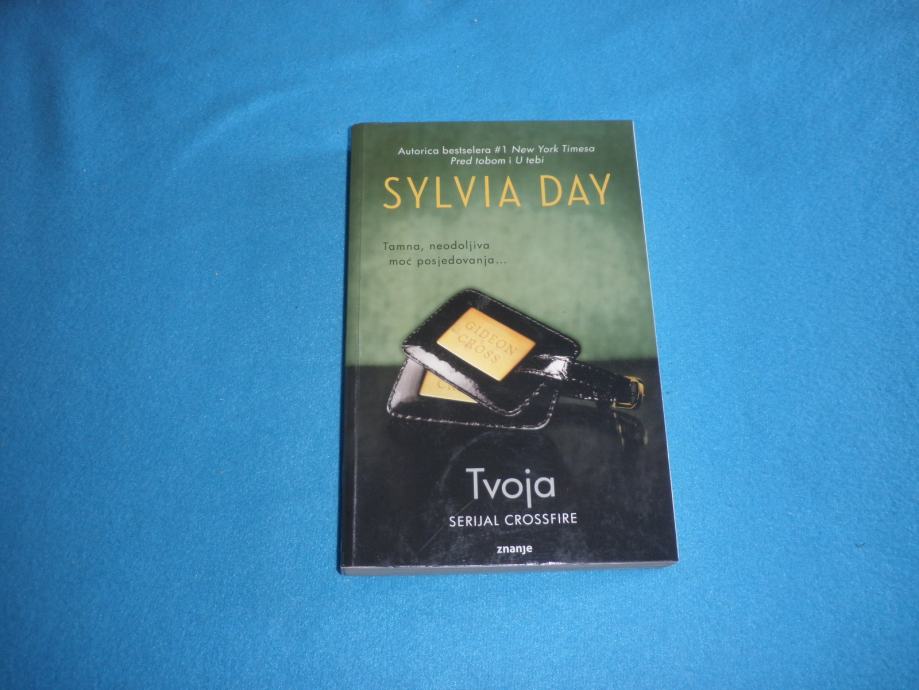 Autorica bestselera #1 New York Timesa
Pred tobom i U tebi
SYLVIA DAY
Tamna, neodoljiva
moć posjedovanja...
GIDEON
CROSS
Tvoja
SERIJAL CROSSFIRE
znanje